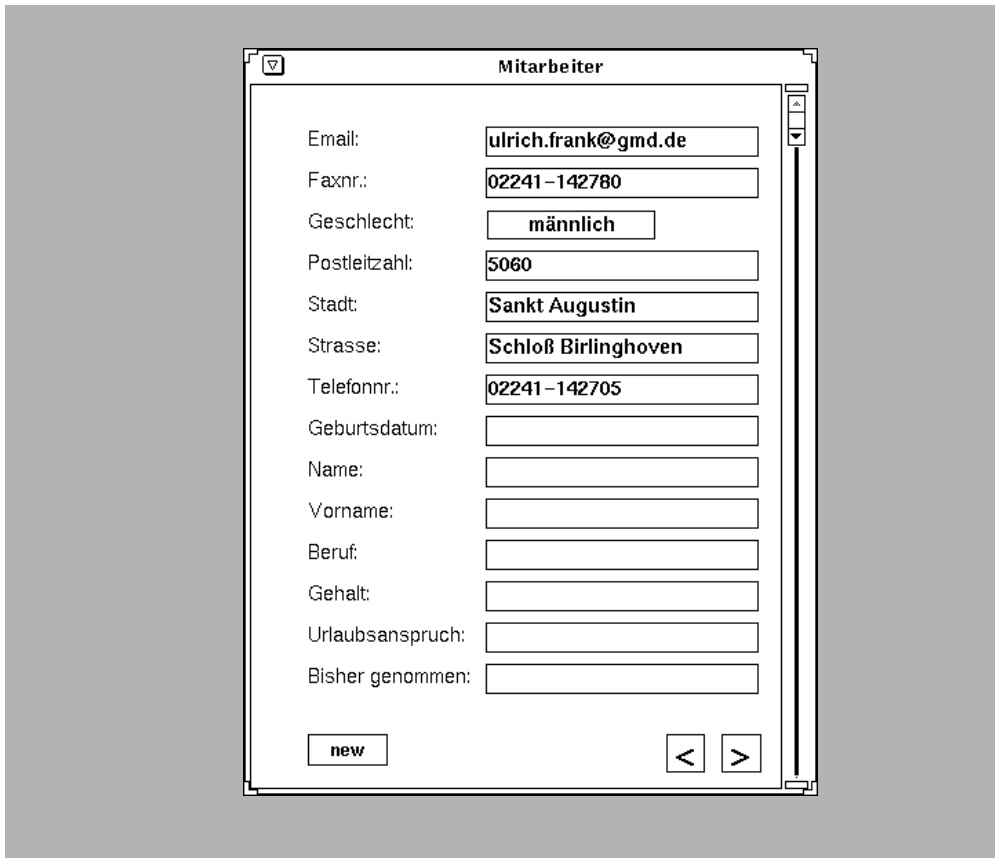 Mitarbeiter
Email: ulrich.frank@gmd.de
Faxnr.: 02241-142780
Geschlecht: männlich
Postleitzahl: 5060
Stadt: Sankt Augustin
Strasse: Schloß Birlinghoven
Telefonnr.: 02241-142705
Geburtsdatum:
Name:
Vorname:
Beruf:
Gehalt:
Urlaubsanspruch:
Bisher genommen:
new < >